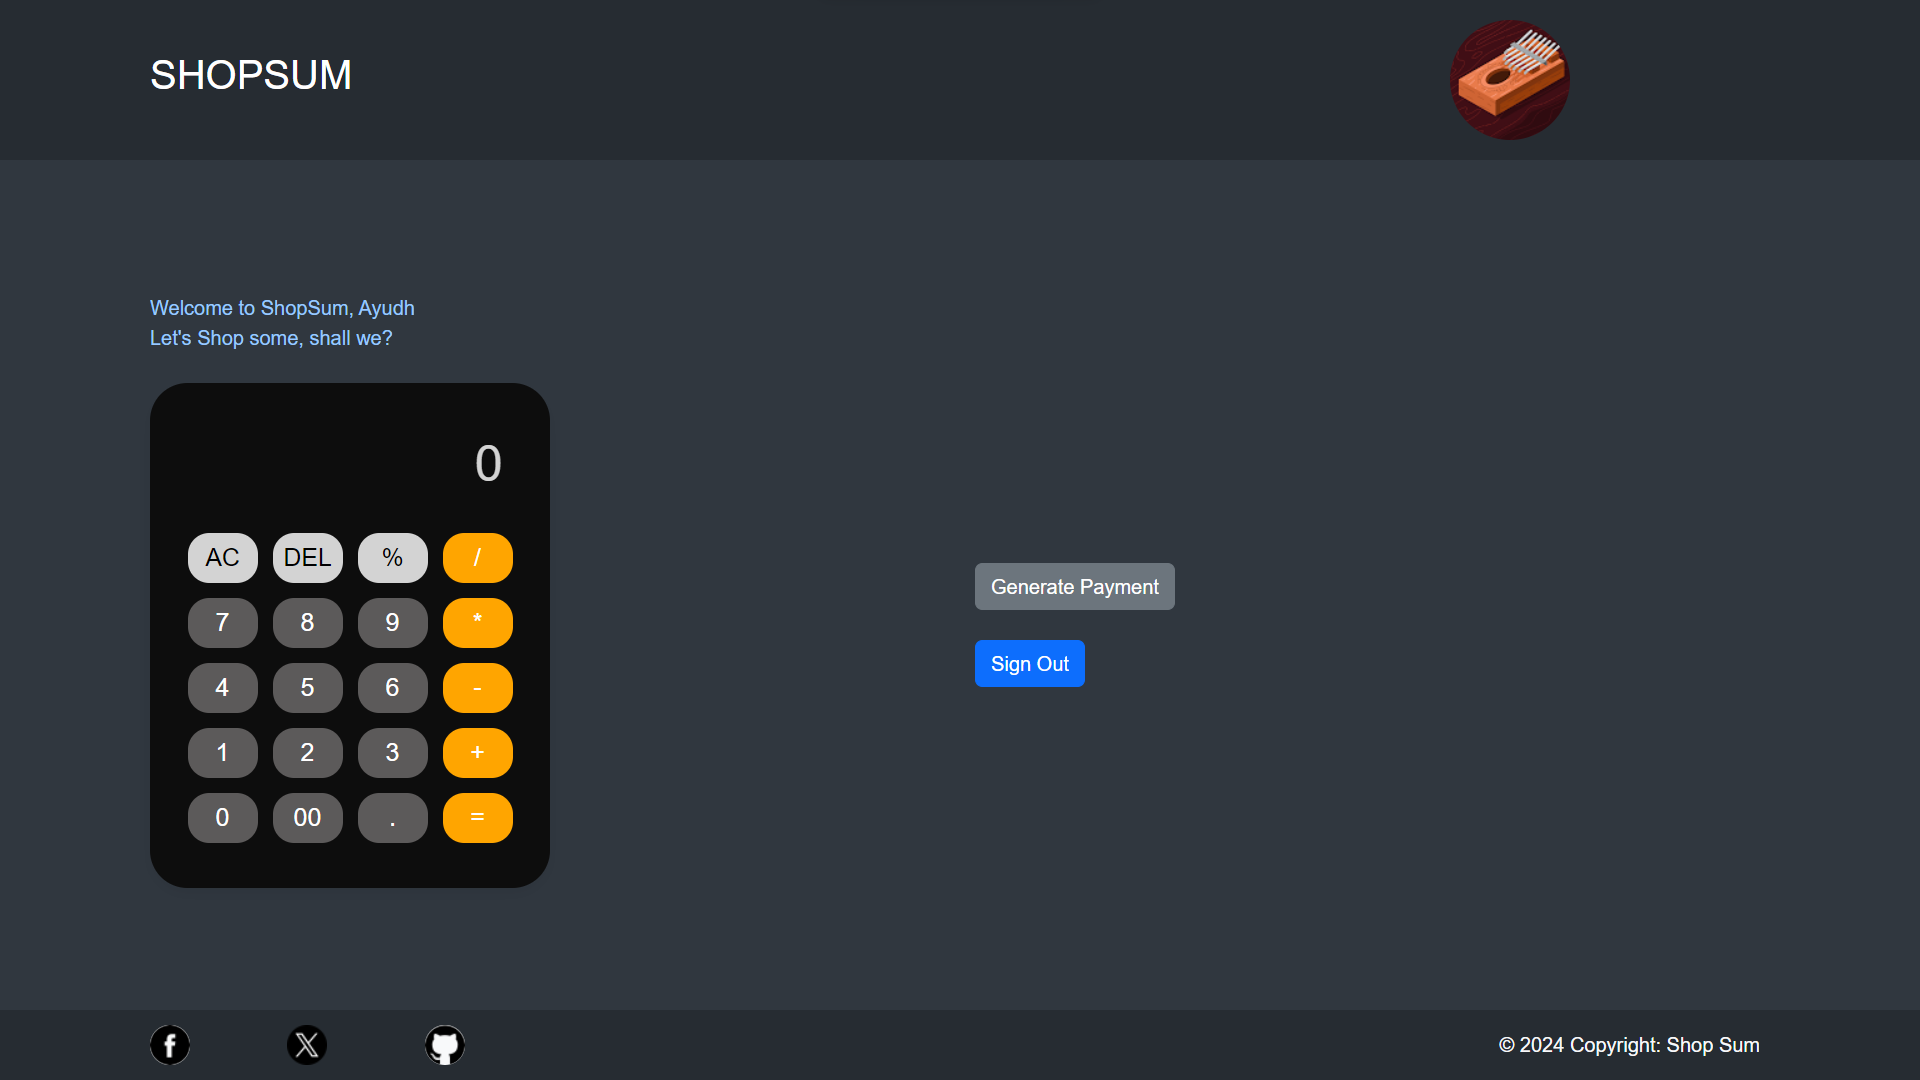 SHOPSUM
Welcome to ShopSum, Ayudh
Let's Shop some, shall we?
0
AC DEL % /
7 8 9 *
4 5 6 -
1 2 3 +
0 00 . =
Generate Payment
Sign Out
© 2024 Copyright: Shop Sum